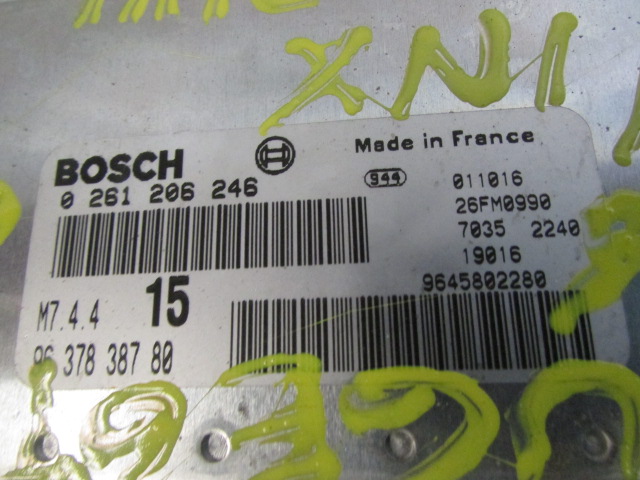 XNI
BOSCH
Made in France
0 261 206 246
944
011016
26FM0990
7035 2240
19016
9645802280
M7.4.4
15
96 378 387 80